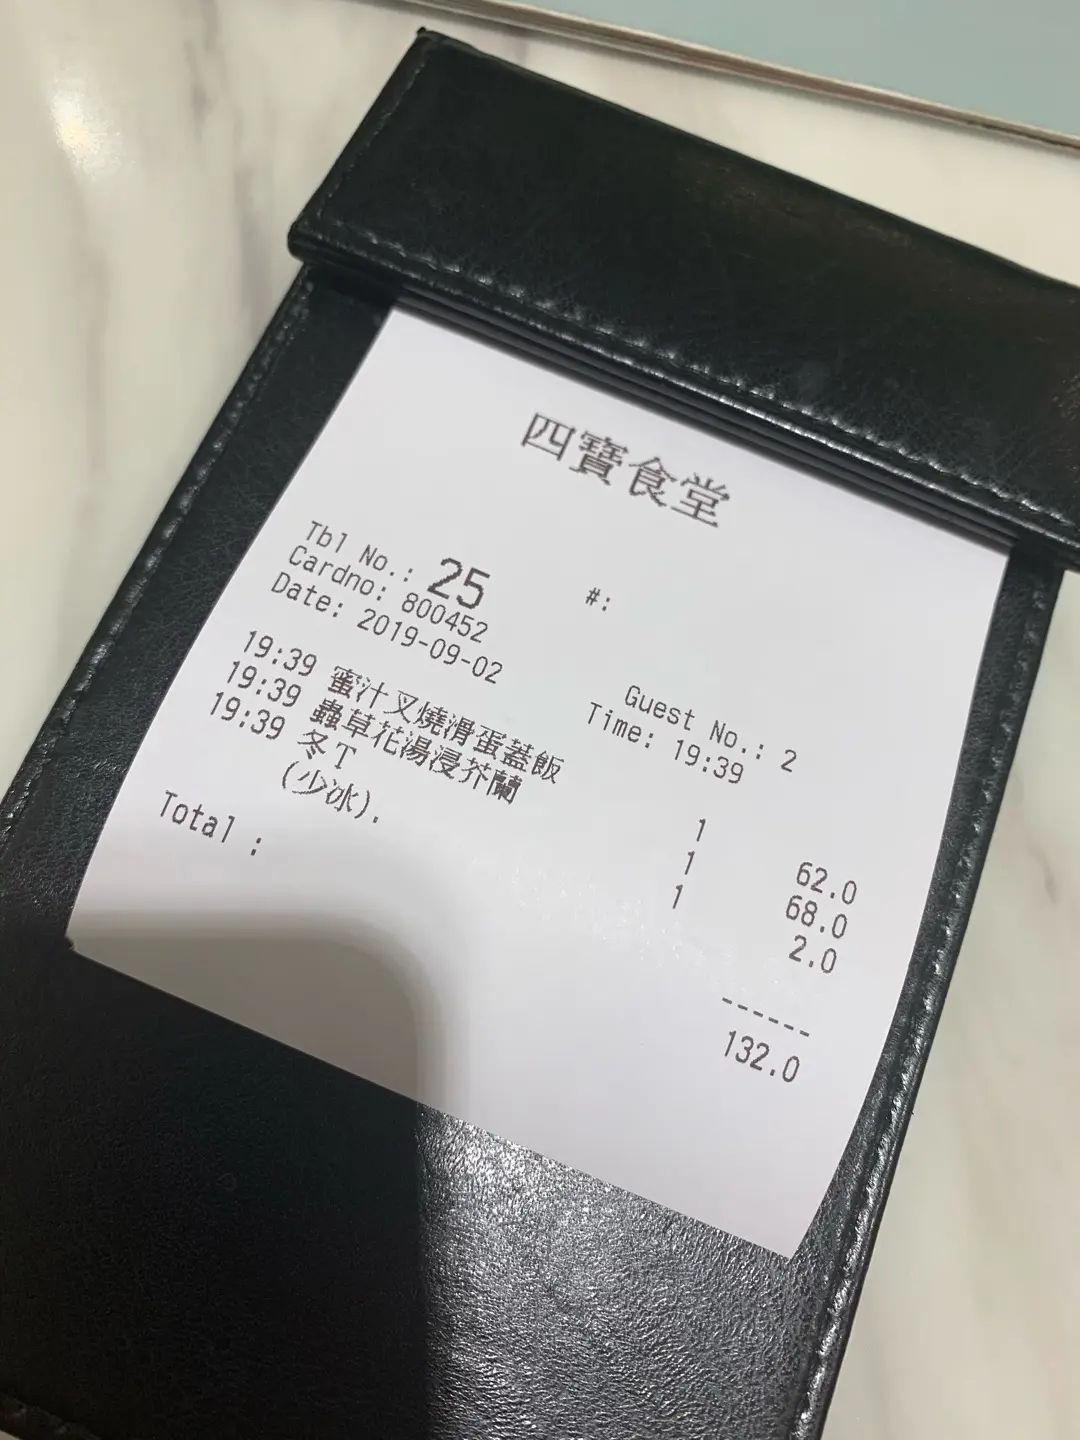 四寶食堂
Tbl No.: 25 #:
Cardno: 800452 Guest No.: 2
Date: 2019-09-02 Time: 19:39
19:39 蜜汁叉燒滑蛋蓋飯 1 62.0
19:39 蟲草花湯浸芥蘭 1 68.0
19:39 冬T 1 2.0
(少冰).
------
Total : 132.0